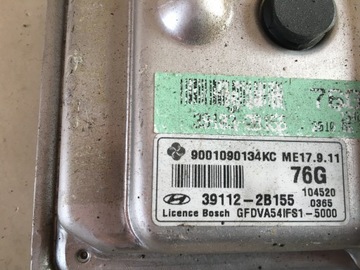 76
9001090134KC ME17.9.11
76G
104520
39112-2B155 0365
Licence Bosch GFDVA54IFS1-5000